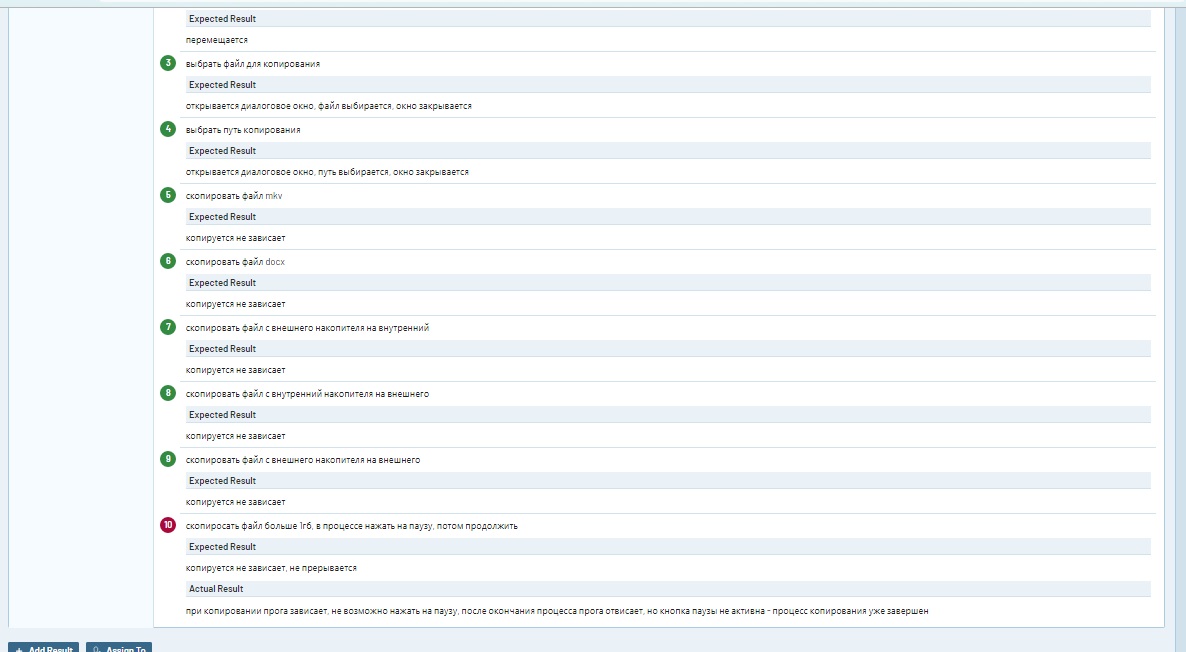 Expected Result
перемещается
3 выбрать файл для копирования
Expected Result
открывается диалоговое окно, файл выбирается, окно закрывается
4 выбрать путь копирования
Expected Result
открывается диалоговое окно, путь выбирается, окно закрывается
5 скопировать файл mkv
Expected Result
копируется не зависает
6 скопировать файл docx
Expected Result
копируется не зависает
7 скопировать файл с внешнего накопителя на внутренний
Expected Result
копируется не зависает
8 скопировать файл с внутренний накопителя на внешнего
Expected Result
копируется не зависает
9 скопировать файл с внешнего накопителя на внешнего
Expected Result
копируется не зависает
10 скопиросать файл больше 1гб, в процессе нажать на паузу, потом продолжить
Expected Result
копируется не зависает, не прерывается
Actual Result
при копировании прога зависает, не возможно нажать на паузу, после окончания процесса прога отвисает, но кнопка паузы не активна - процесс копирования уже завершен
+ Add Result Assign To